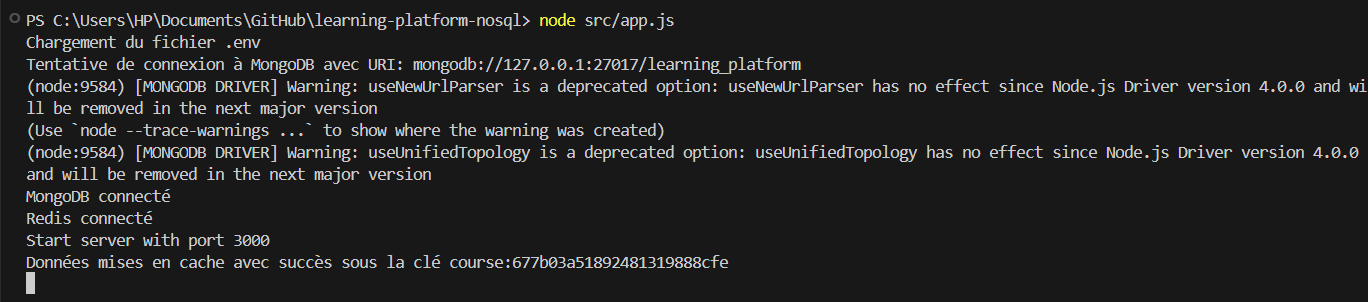 PS C:\Users\HP\Documents\GitHub\learning-platform-nosql> node src/app.js
Chargement du fichier .env
Tentative de connexion à MongoDB avec URI: mongodb://127.0.0.1:27017/learning_platform
(node:9584) [MONGODB DRIVER] Warning: useNewUrlParser is a deprecated option: useNewUrlParser has no effect since Node.js Driver version 4.0.0 and wi
ll be removed in the next major version
(Use `node --trace-warnings ...` to show where the warning was created)
(node:9584) [MONGODB DRIVER] Warning: useUnifiedTopology is a deprecated option: useUnifiedTopology has no effect since Node.js Driver version 4.0.0
and will be removed in the next major version
MongoDB connecté
Redis connecté
Start server with port 3000
Données mises en cache avec succès sous la clé course:677b03a51892481319888cfe